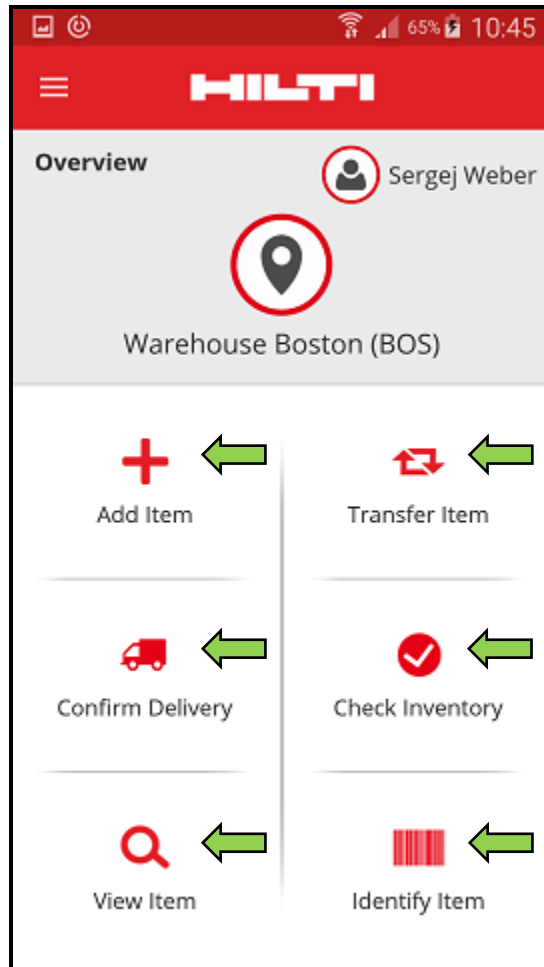 65% 10:45
HILTI
Overview
Sergej Weber
Warehouse Boston (BOS)
Add Item
Transfer Item
Confirm Delivery
Check Inventory
View Item
Identify Item